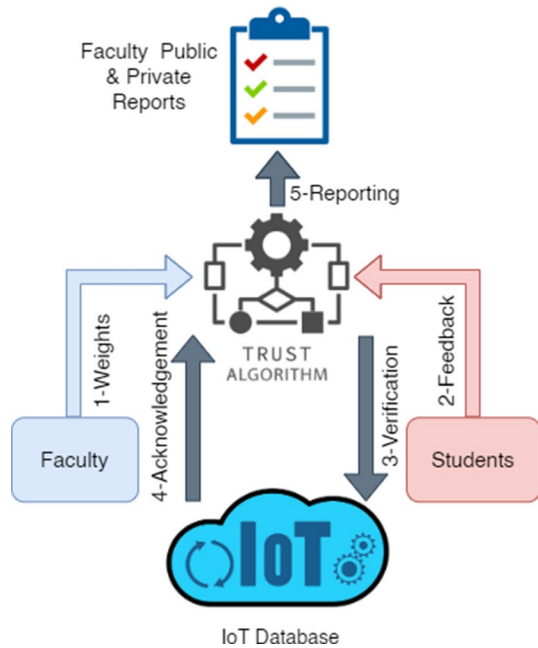 Faculty Public
& Private
Reports
5-Reporting
TRUST
ALGORITHM
1-Weights
4-Acknowledgement
3-Verification
2-Feedback
Faculty
Students
IoT
IoT Database